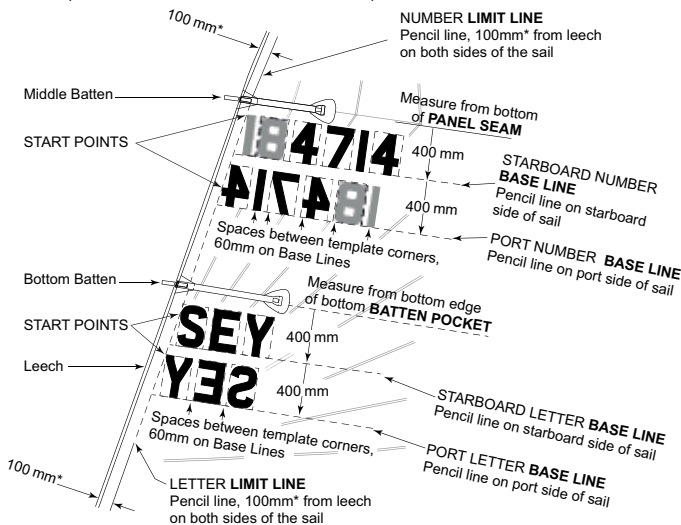 100 mm*
NUMBER LIMIT LINE
Pencil line, 100mm* from leech
on both sides of the sail
Middle Batten
START POINTS
Measure from bottom
of PANEL SEAM
184714
400 mm
STARBOARD NUMBER
BASE LINE
Pencil line on starboard
side of sail
184714
400 mm
Spaces between template corners,
60mm on Base Lines
PORT NUMBER BASE LINE
Pencil line on port side of sail
Bottom Batten
START POINTS
Leech
Measure from bottom edge
of bottom BATTEN POCKET
SEY
400 mm
SEY
400 mm
STARBOARD LETTER BASE LINE
Pencil line on starboard side of sail
Spaces between template corners,
60mm on Base Lines
PORT LETTER BASE LINE
Pencil line on port side of sail
100 mm*
LETTER LIMIT LINE
Pencil line, 100mm* from leech
on both sides of the sail